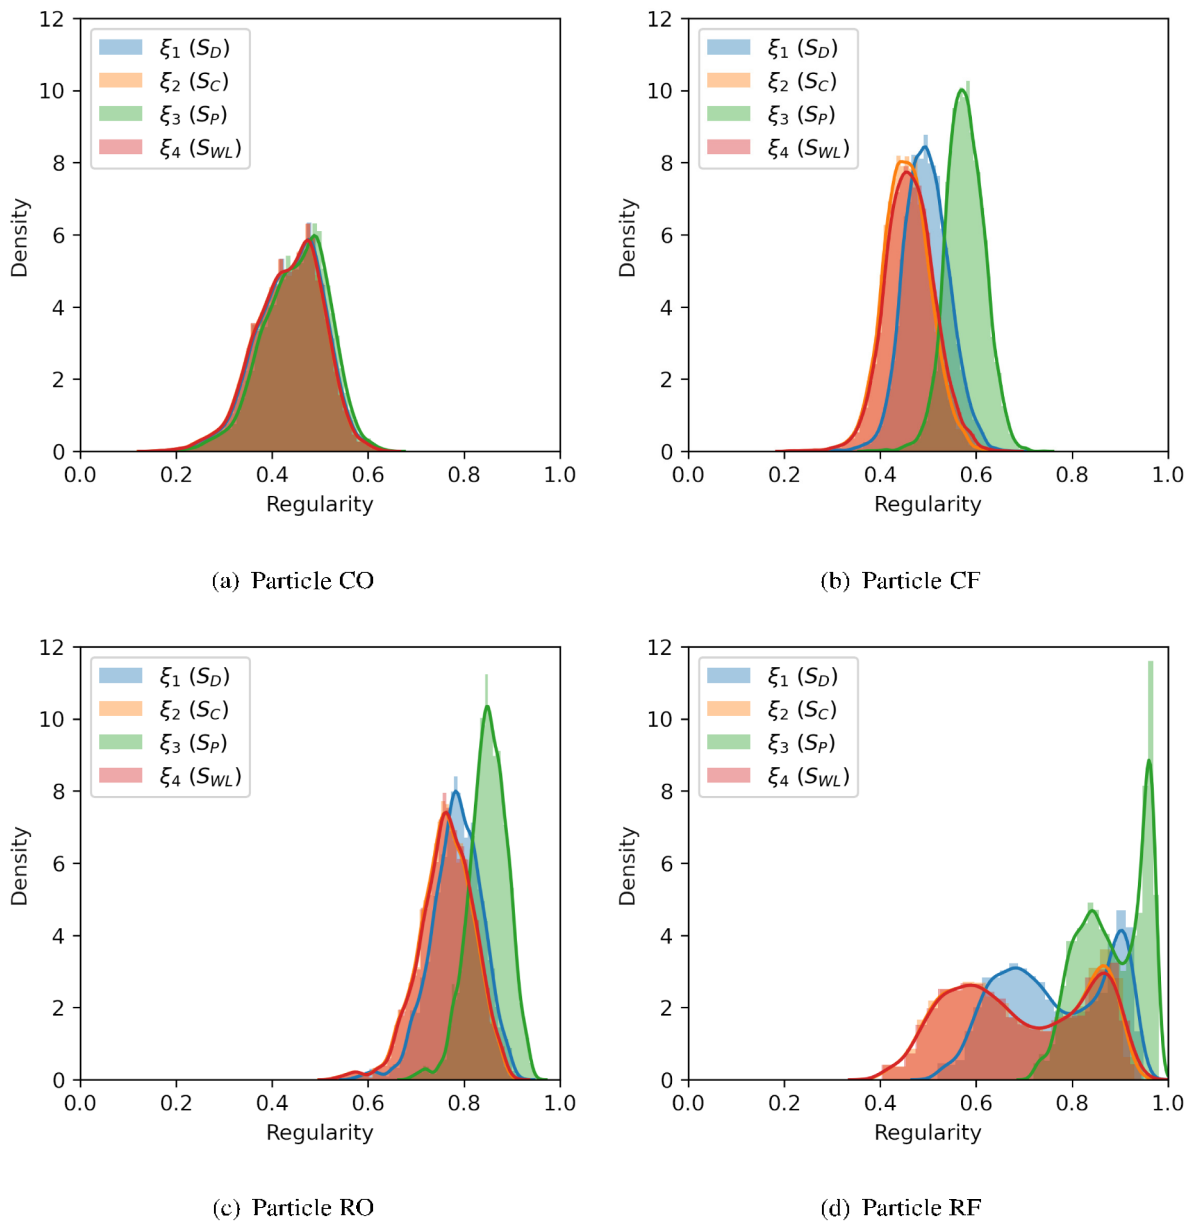 12
10
8
6
4
2
0
Density
ξ1 (SD)
ξ2 (SC)
ξ3 (SP)
ξ4 (SWL)
0.0 0.2 0.4 0.6 0.8 1.0
Regularity
(a) Particle CO
12
10
8
6
4
2
0
Density
ξ1 (SD)
ξ2 (SC)
ξ3 (SP)
ξ4 (SWL)
0.0 0.2 0.4 0.6 0.8 1.0
Regularity
(b) Particle CF
12
10
8
6
4
2
0
Density
ξ1 (SD)
ξ2 (SC)
ξ3 (SP)
ξ4 (SWL)
0.0 0.2 0.4 0.6 0.8 1.0
Regularity
(c) Particle RO
12
10
8
6
4
2
0
Density
ξ1 (SD)
ξ2 (SC)
ξ3 (SP)
ξ4 (SWL)
0.0 0.2 0.4 0.6 0.8 1.0
Regularity
(d) Particle RF